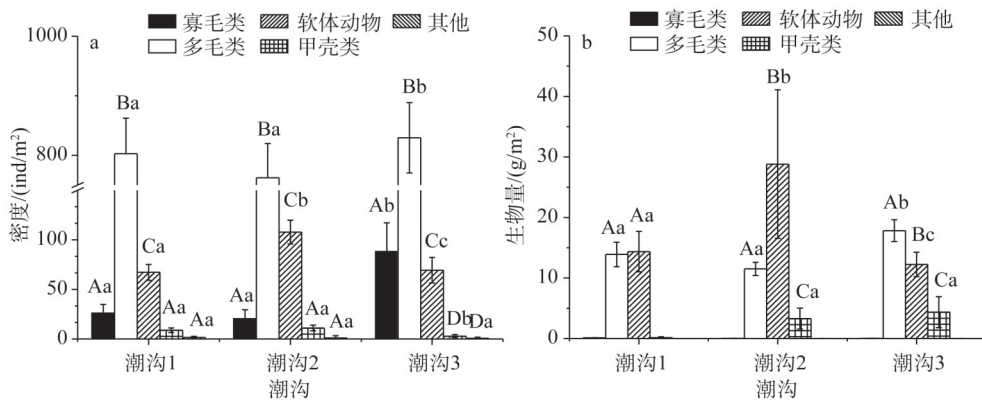 a
寡毛类 软体动物 其他
多毛类 甲壳类
密度/(ind/m²)
1000
800
100
50
0
Aa Ba Ca Aa Aa
Aa Ba Cb Aa Aa
Ab Bb Cc Db Da
潮沟1 潮沟2 潮沟3
潮沟
b
寡毛类 软体动物 其他
多毛类 甲壳类
生物量/(g/m²)
50
40
30
20
10
0
Aa Aa
Aa Bb Ca
Ab Bc Ca
潮沟1 潮沟2 潮沟3
潮沟